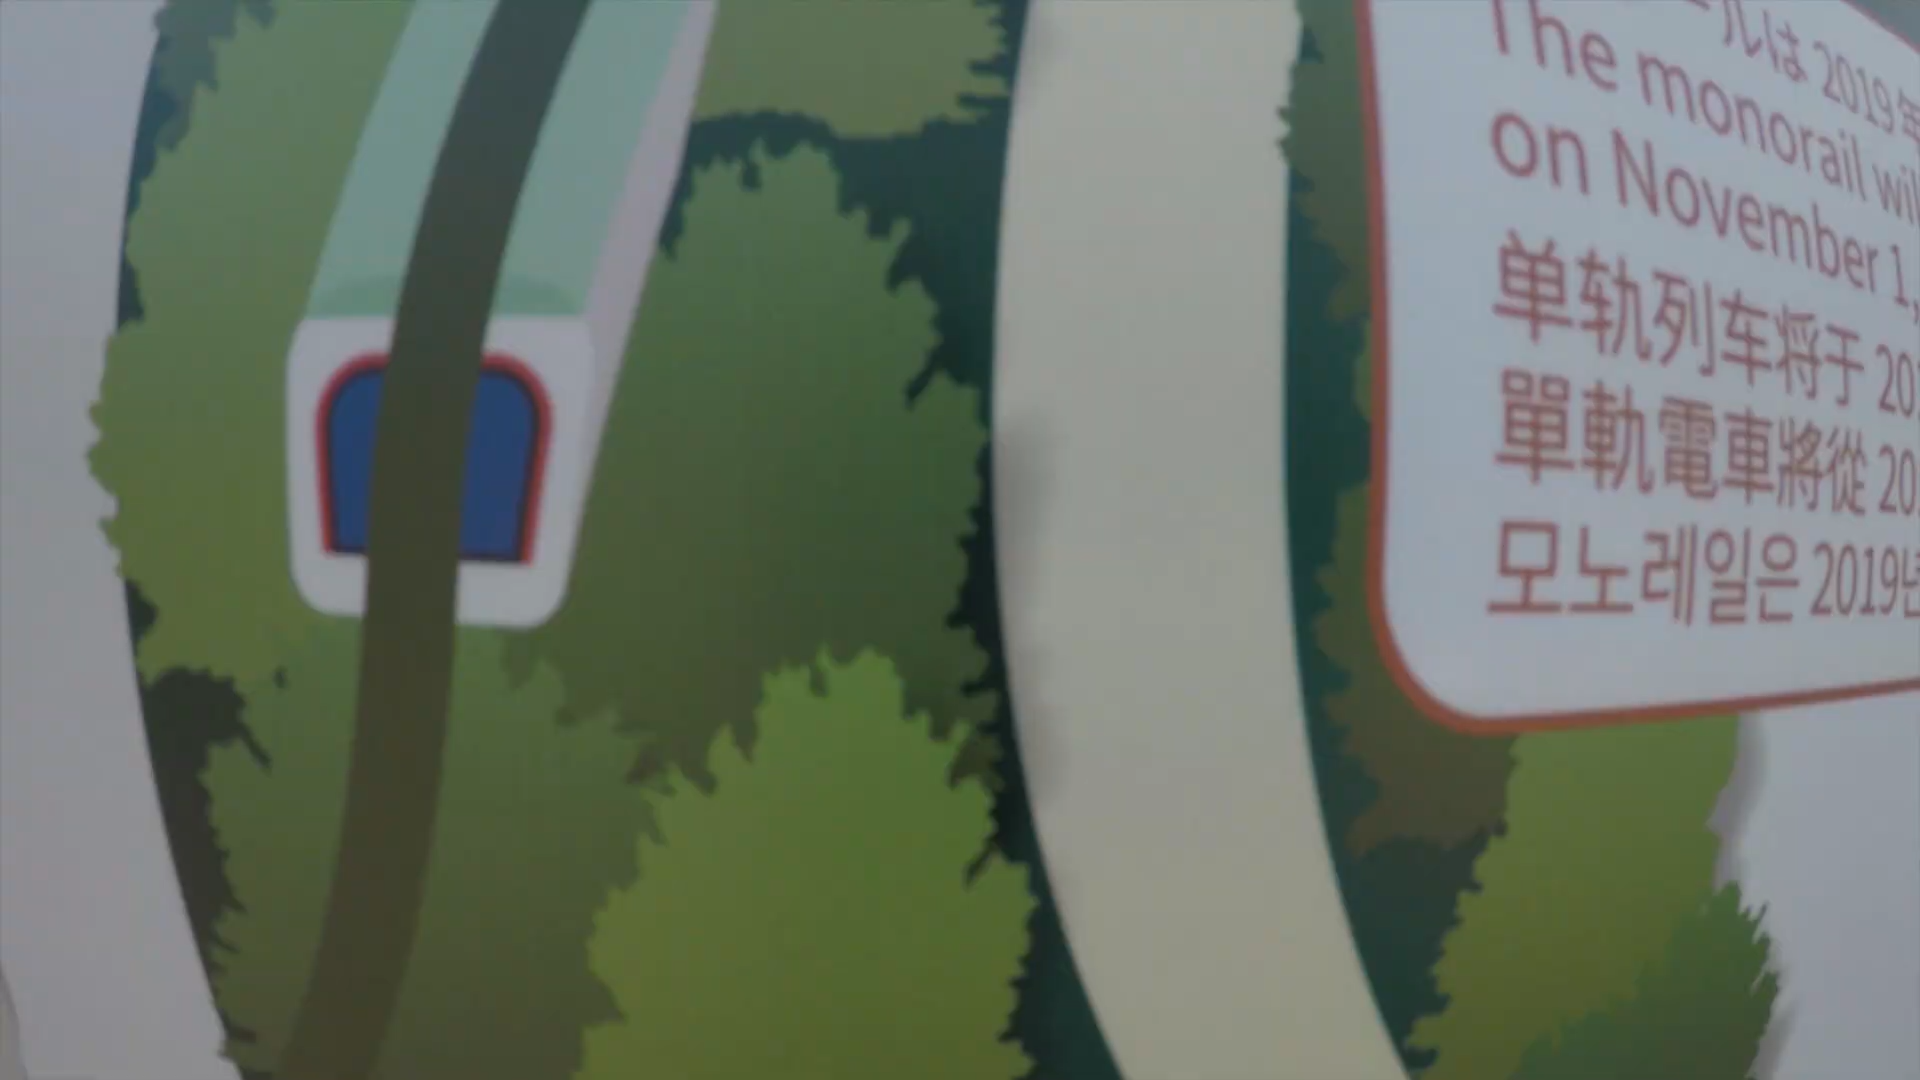 ルは 2019年
The monorail will
on November 1,
单轨列车将于 20
單軌電車將從 20
모노레일은 2019년